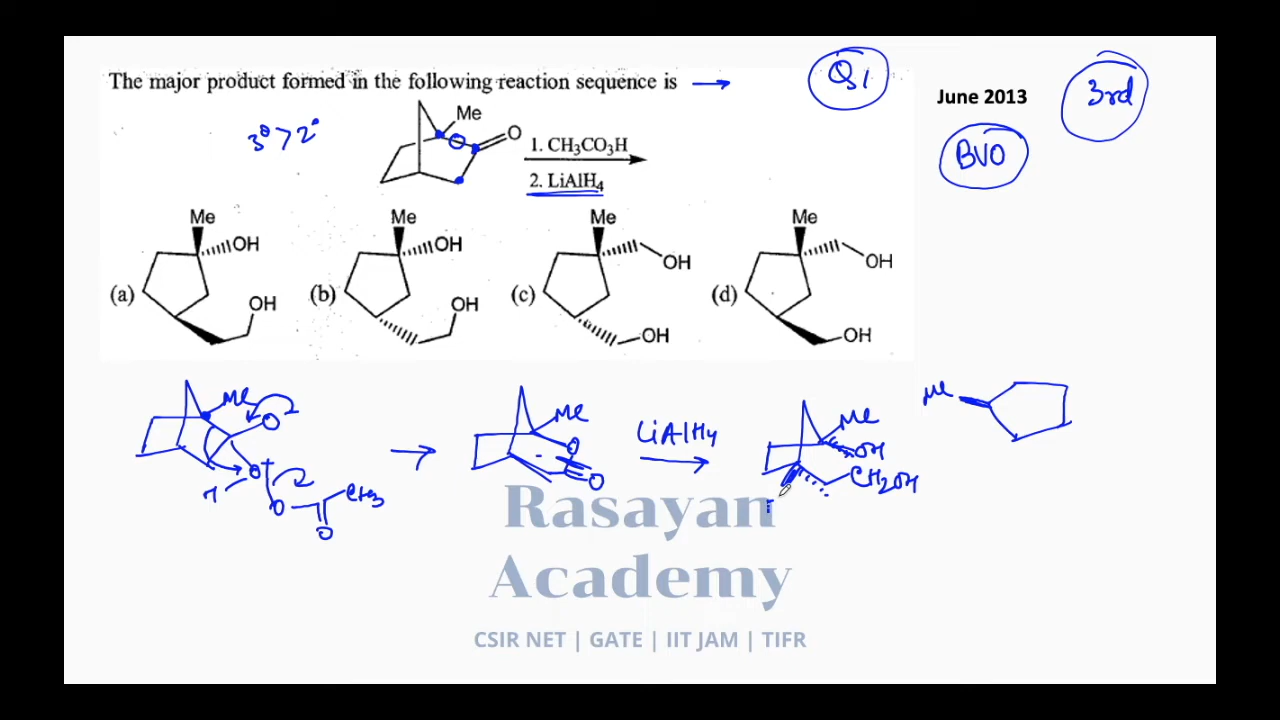 The major product formed in the following reaction sequence is →
Q1
June 2013
3rd
BVO
3° > 2°
Me
O
1. CH₃CO₃H
2. LiAlH₄
Me Me Me Me
OH OH OH OH
(a) OH (b) OH (c) OH (d) OH
Me
O
O+
H
O
CH3
O
Me
O
O
LiAlH4
Me
OH
CH2OH
Me
Rasayan
Academy
CSIR NET | GATE | IIT JAM | TIFR